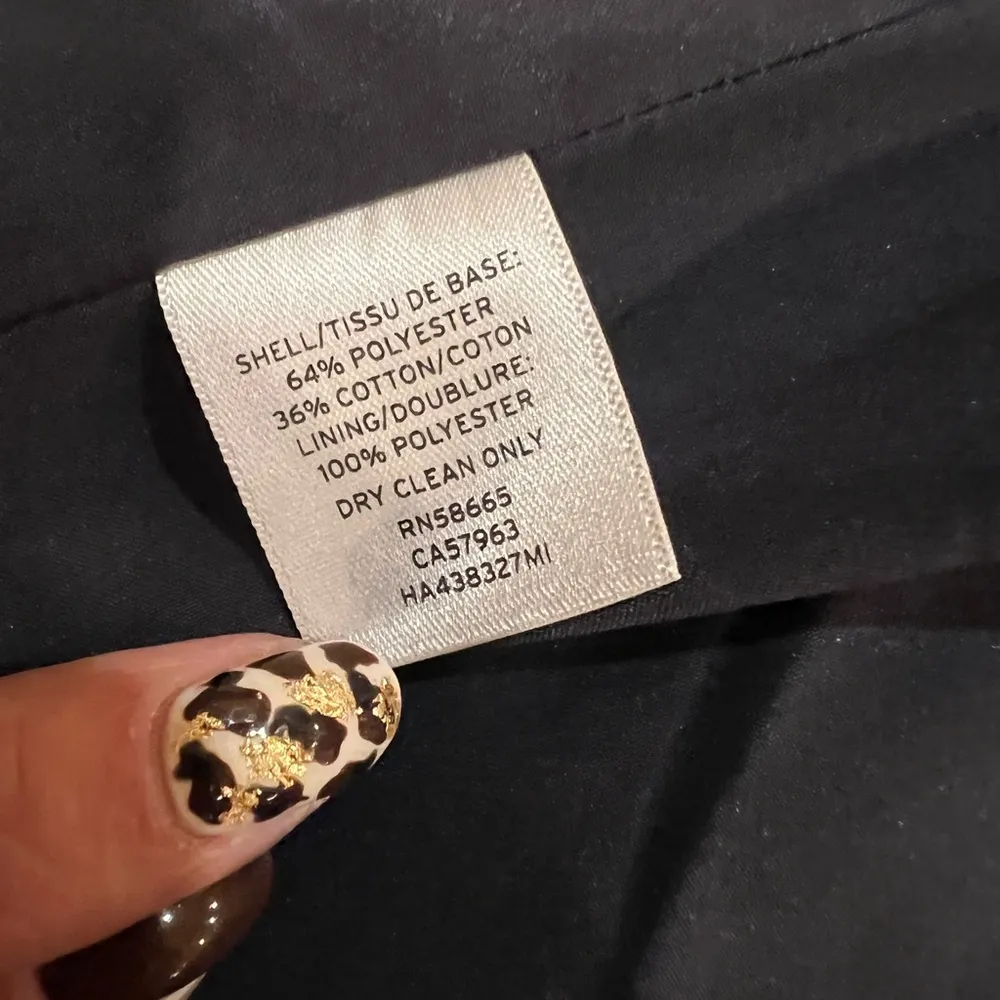 SHELL/TISSU DE BASE:
64% POLYESTER
36% COTTON/COTON
LINING/DOUBLURE:
100% POLYESTER
DRY CLEAN ONLY
RN58665
CA57963
HA438327MI